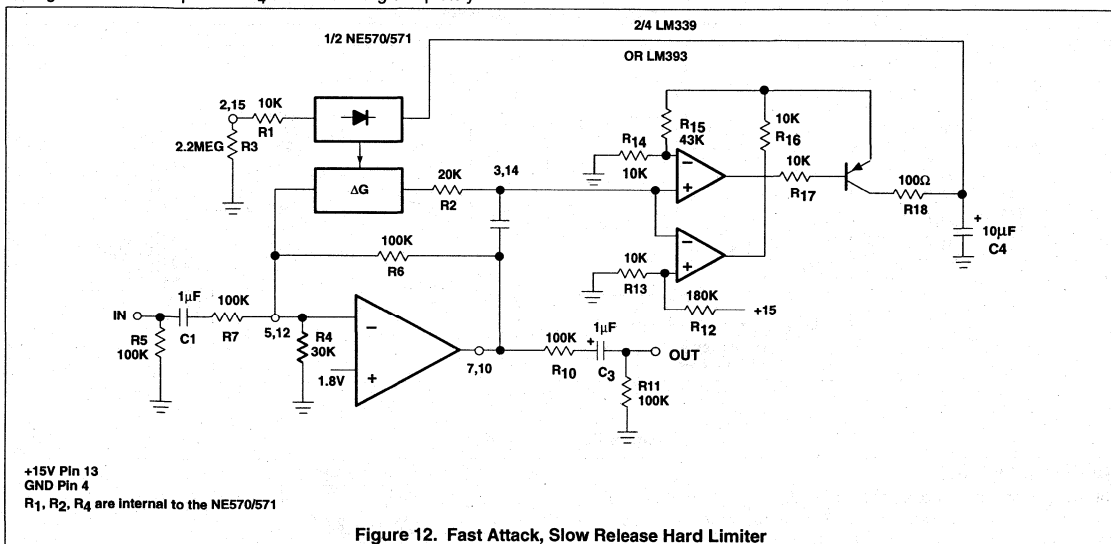 2/4 LM339
1/2 NE570/571
OR LM393
2,15
10K
R1
2.2MEG
R3
ΔG
20K
R2
3,14
100K
R6
R14
10K
R15
43K
10K
R16
10K
R17
100Ω
R18
+
10µF
C4
−
+
−
+
10K
R13
180K
R12
+15
IN
1µF
C1
100K
R7
5,12
R5
100K
R4
30K
1.8V
−
+
7,10
100K
R10
1µF
+
C3
OUT
R11
100K
+15V Pin 13
GND Pin 4
R1, R2, R4 are internal to the NE570/571
Figure 12. Fast Attack, Slow Release Hard Limiter